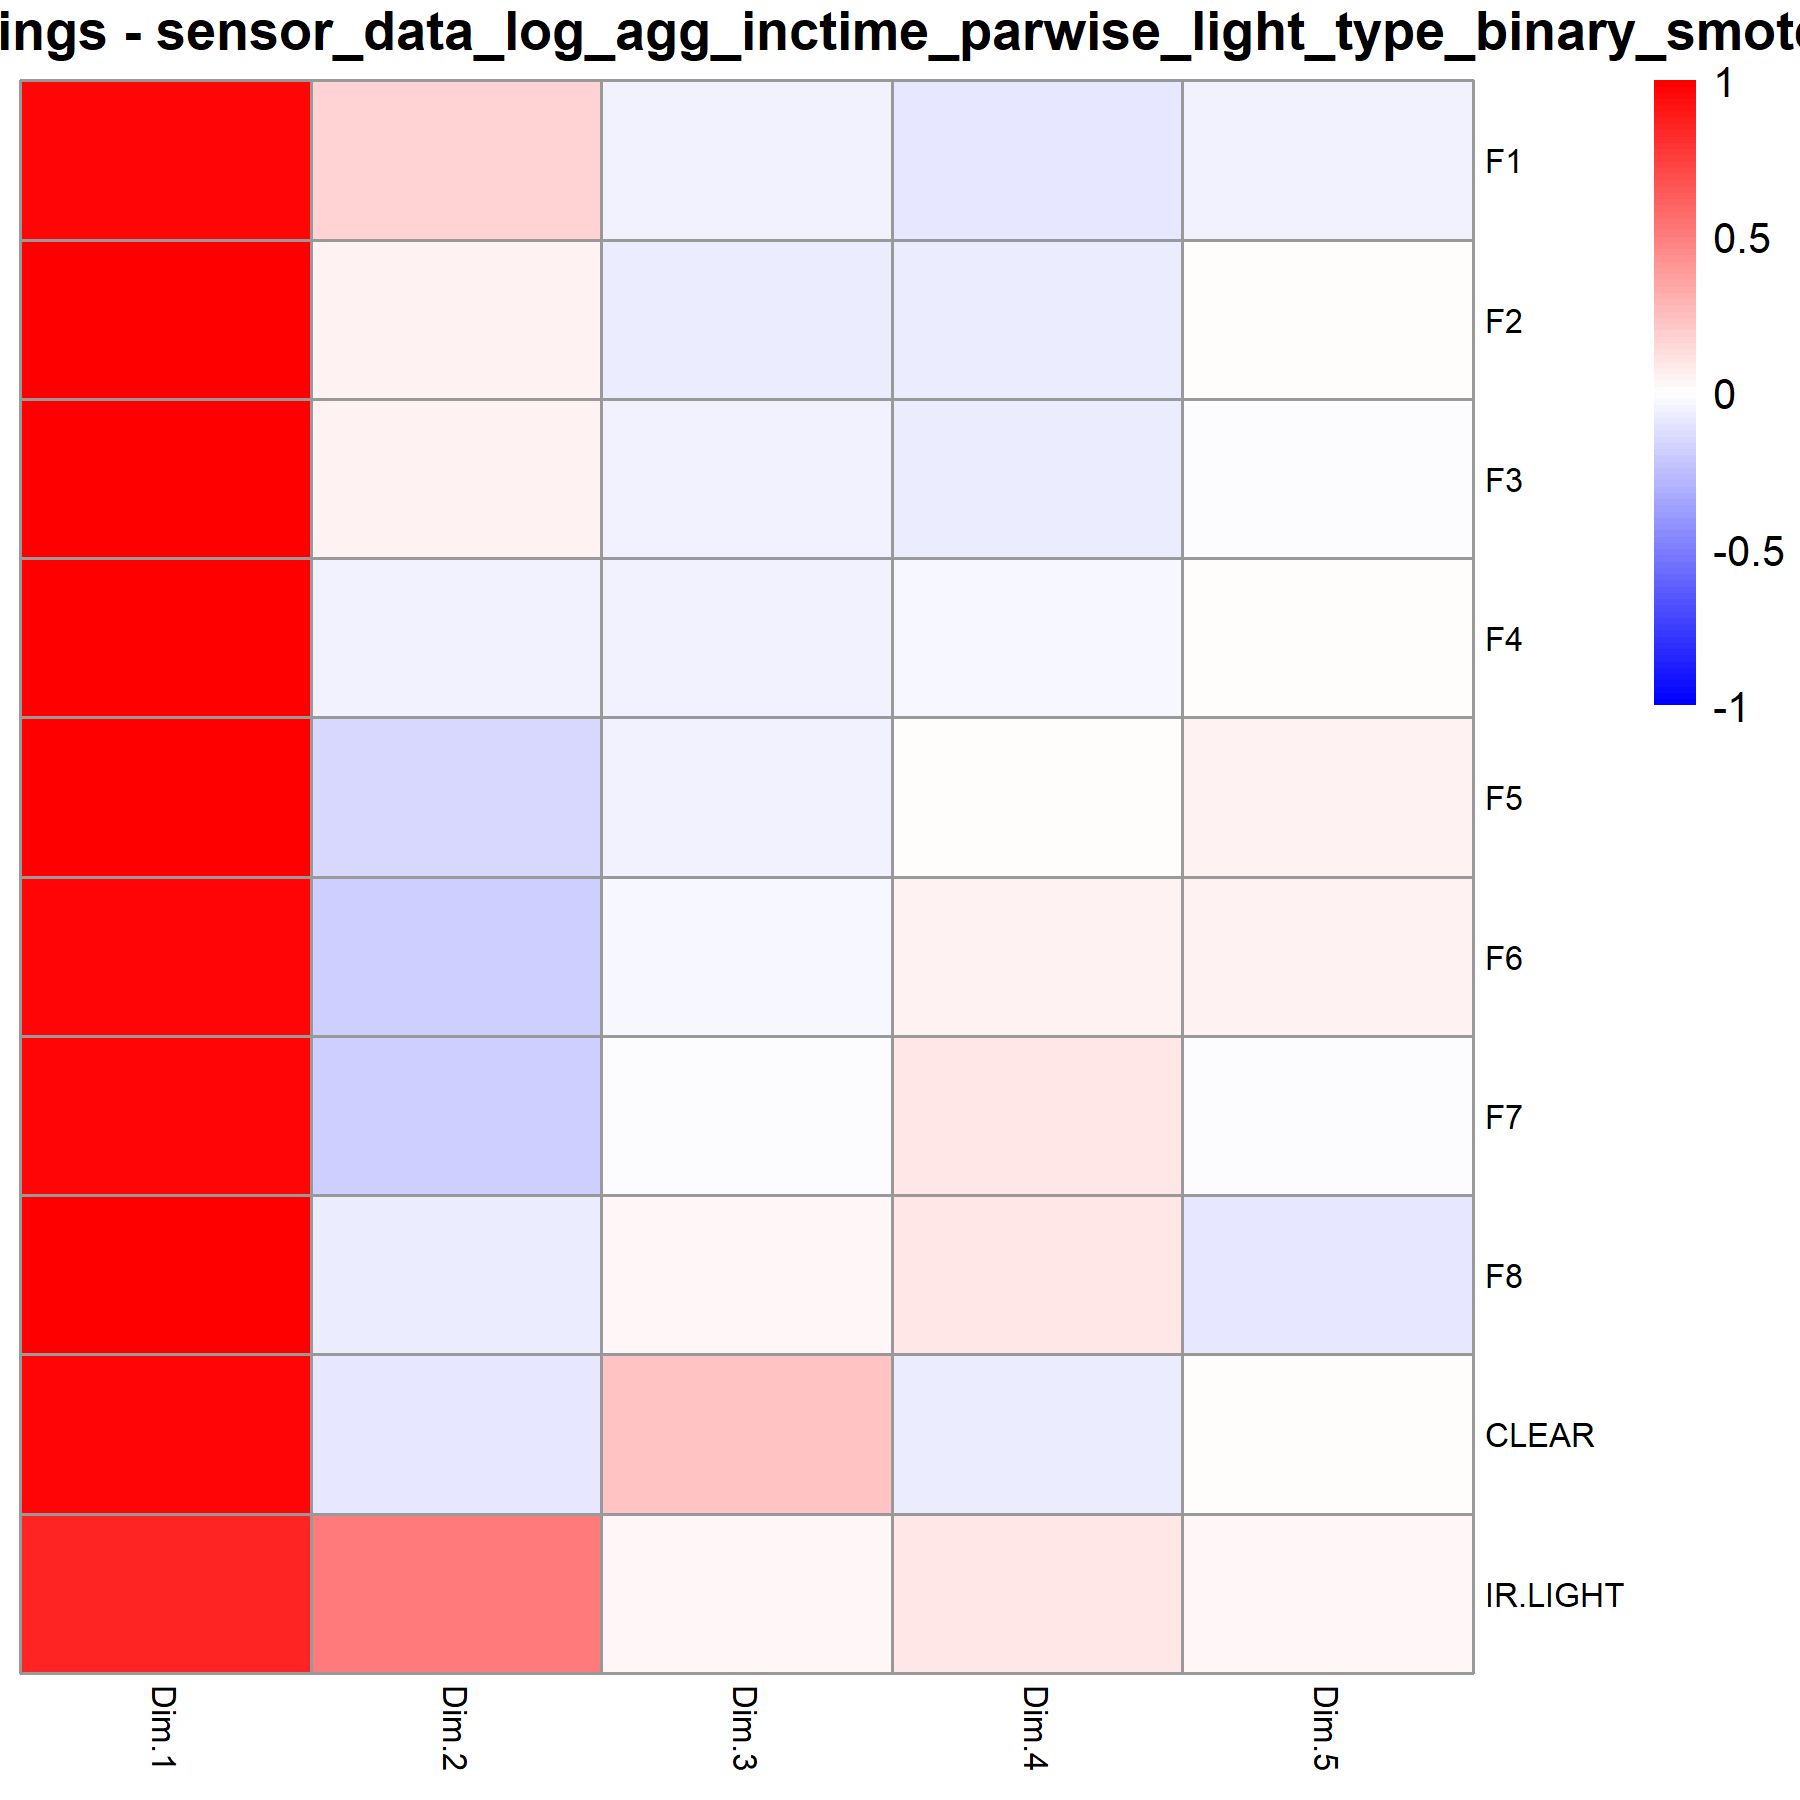 ings - sensor_data_log_agg_inctime_parwise_light_type_binary_smot
1
0.5
0
-0.5
-1
F1
F2
F3
F4
F5
F6
F7
F8
CLEAR
IR.LIGHT
Dim.1
Dim.2
Dim.3
Dim.4
Dim.5